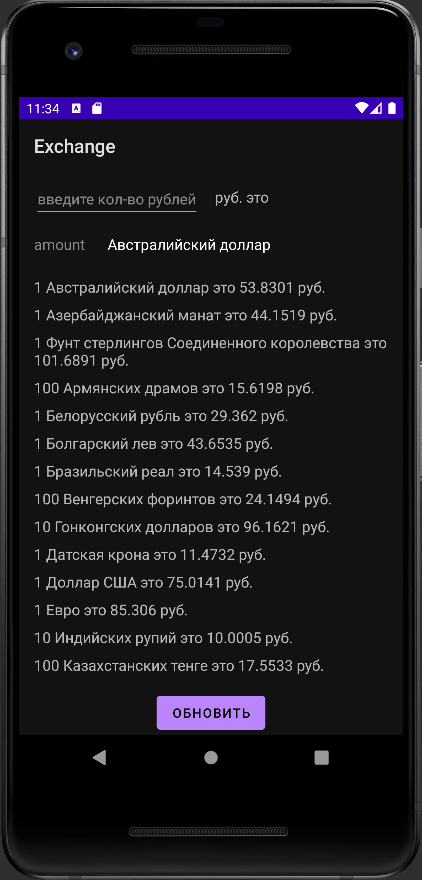 11:34 A
Exchange
введите кол-во рублей руб. это
amount Австралийский доллар
1 Австралийский доллар это 53.8301 руб.
1 Азербайджанский манат это 44.1519 руб.
1 Фунт стерлингов Соединенного королевства это
101.6891 руб.
100 Армянских драмов это 15.6198 руб.
1 Белорусский рубль это 29.362 руб.
1 Болгарский лев это 43.6535 руб.
1 Бразильский реал это 14.539 руб.
100 Венгерских форинтов это 24.1494 руб.
10 Гонконгских долларов это 96.1621 руб.
1 Датская крона это 11.4732 руб.
1 Доллар США это 75.0141 руб.
1 Евро это 85.306 руб.
10 Индийских рупий это 10.0005 руб.
100 Казахстанских тенге это 17.5533 руб.
ОБНОВИТЬ